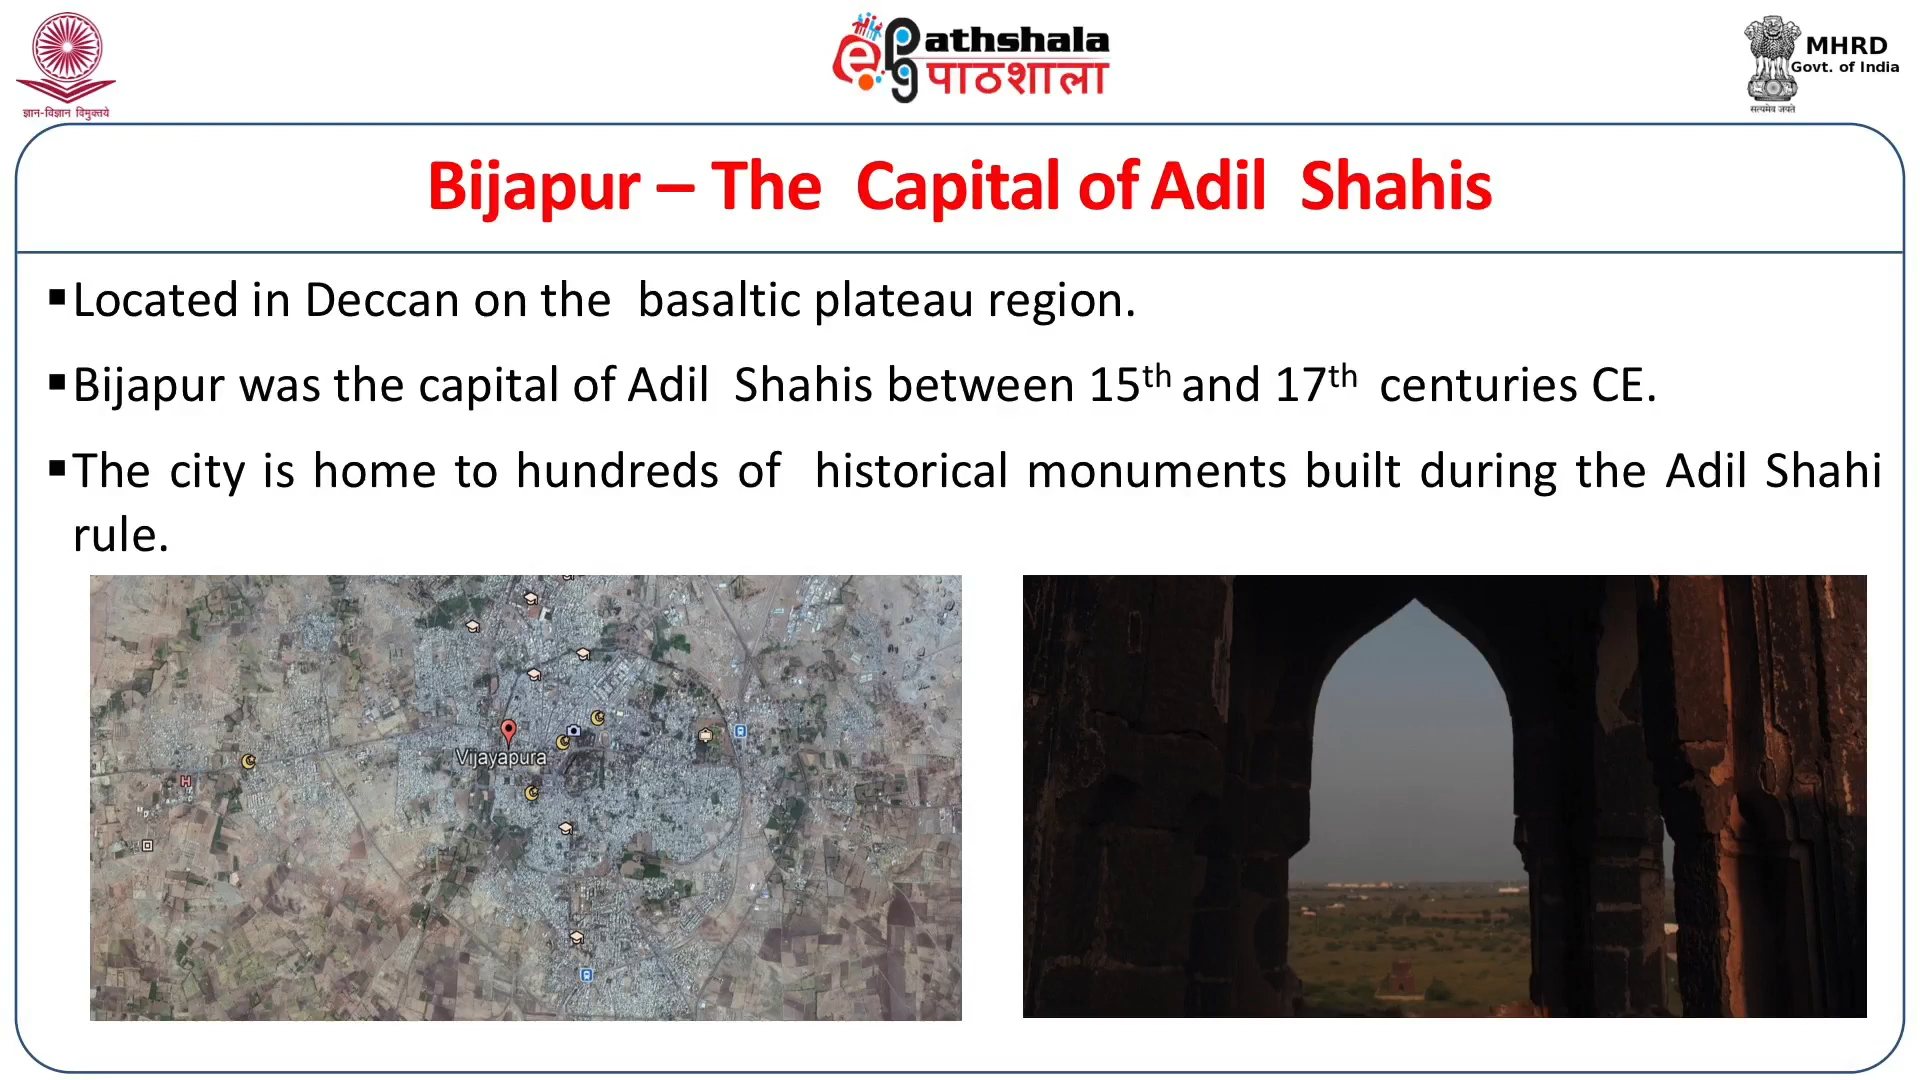 ज्ञान-विज्ञान विमुक्तये
ePg Pathshala
पाठशाला
MHRD
Govt. of India
सत्यमेव जयते
Bijapur – The Capital of Adil Shahis
▪Located in Deccan on the basaltic plateau region.
▪Bijapur was the capital of Adil Shahis between 15th and 17th centuries CE.
▪The city is home to hundreds of historical monuments built during the Adil Shahi
rule.
Vijayapura
H